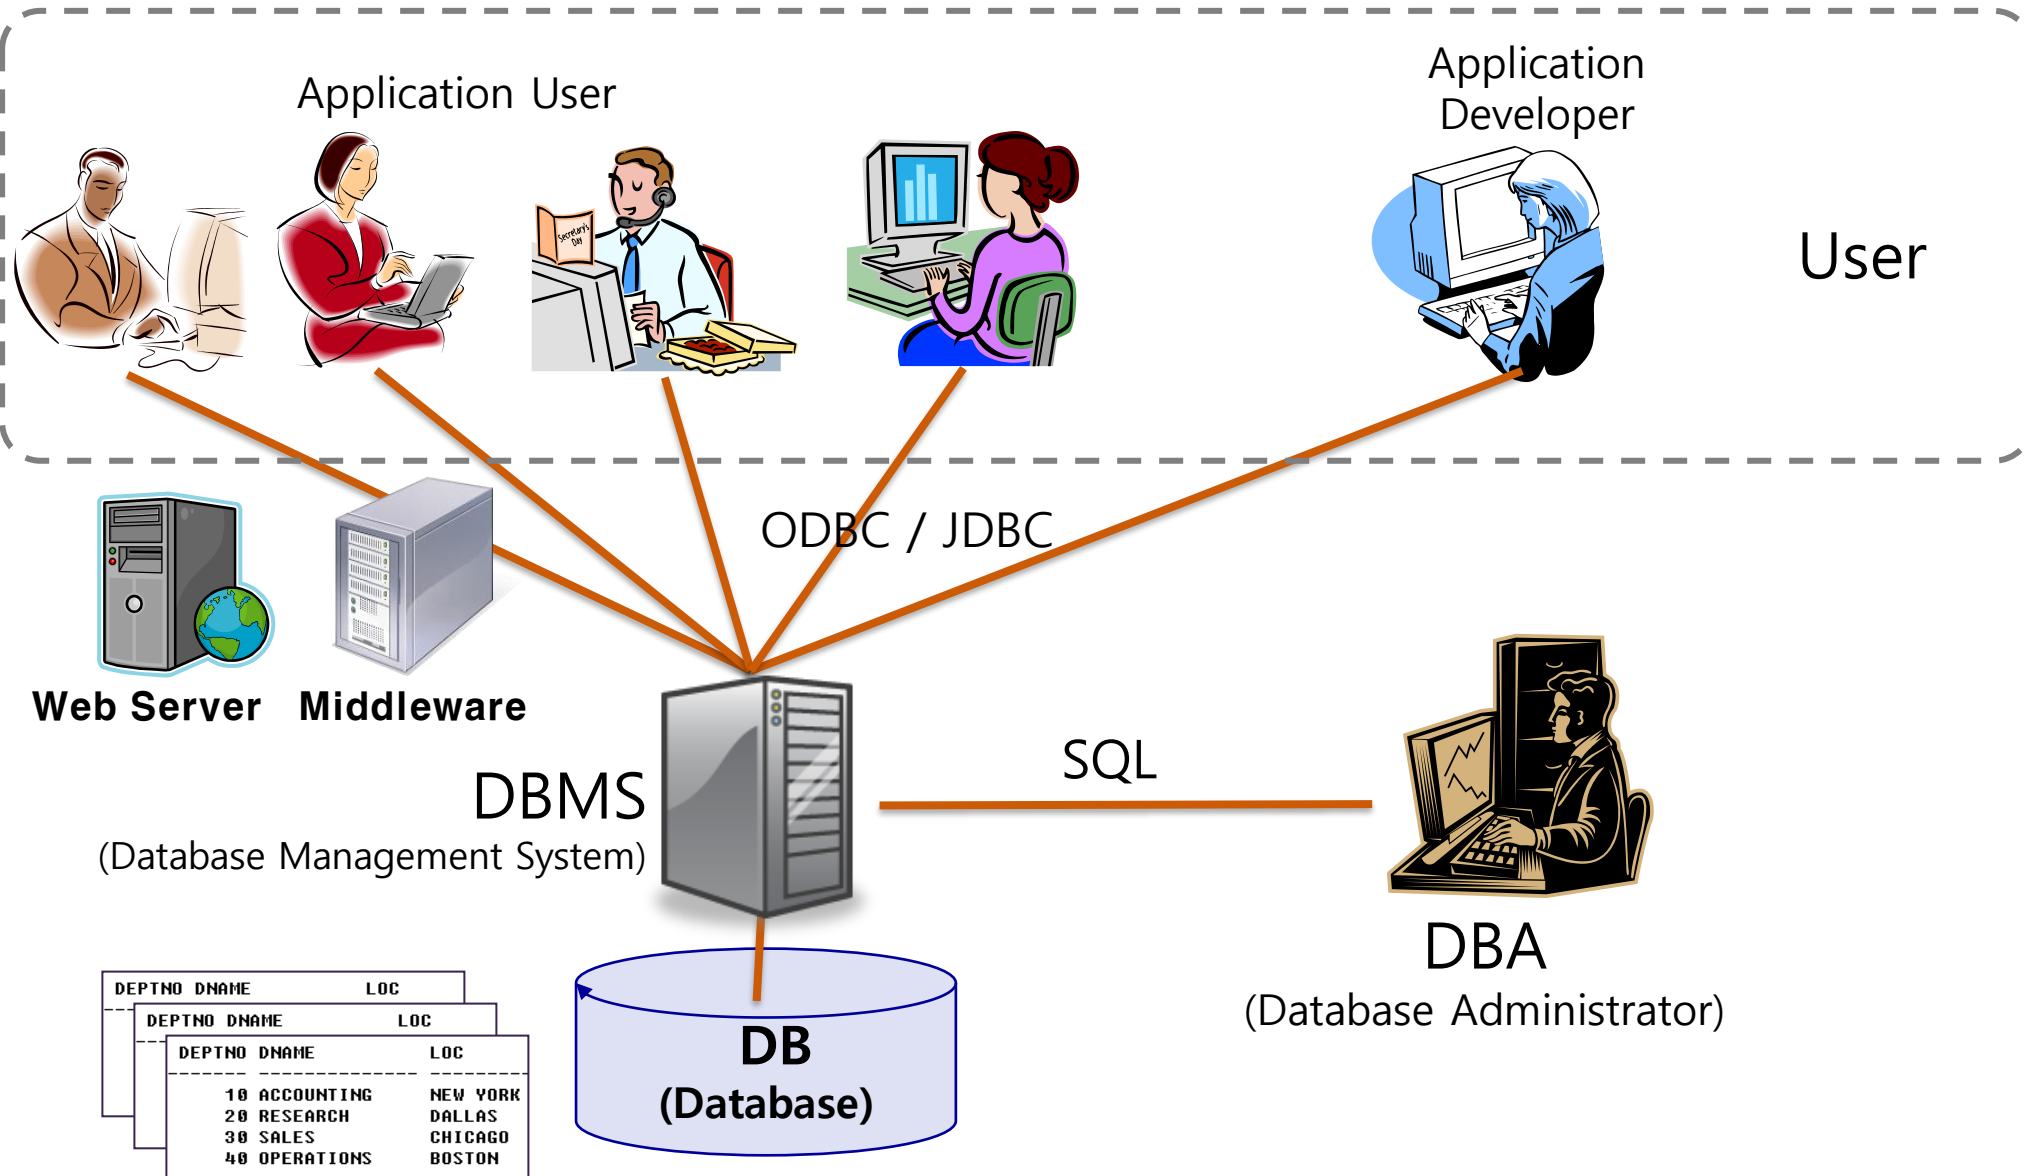 Application User
Application
Developer
Secretary's
Day
User
ODBC / JDBC
Web Server
Middleware
SQL
DBMS
(Database Management System)
DBA
(Database Administrator)
DEPTNO DNAME LOC
DEPTNO DNAME LOC
DEPTNO DNAME LOC
10 ACCOUNTING NEW YORK
20 RESEARCH DALLAS
30 SALES CHICAGO
40 OPERATIONS BOSTON
DB
(Database)